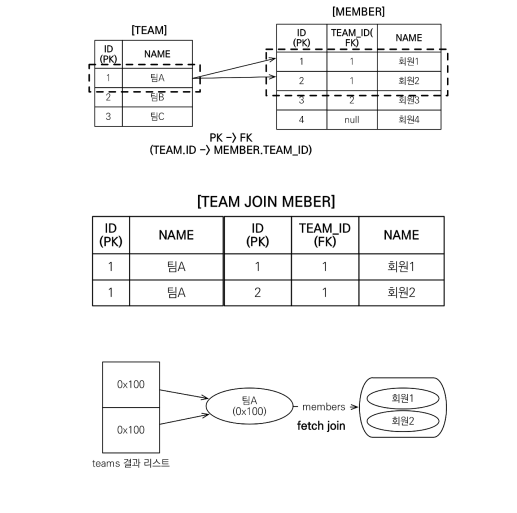 [TEAM]
ID (PK) NAME
1 팀A
2 팀B
3 팀C
[MEMBER]
ID (PK) TEAM_ID( FK) NAME
1 1 회원1
2 1 회원2
3 2 회원3
4 null 회원4
PK -> FK
(TEAM.ID -> MEMBER.TEAM_ID)
[TEAM JOIN MEBER]
ID (PK) NAME ID (PK) TEAM_ID (FK) NAME
1 팀A 1 1 회원1
1 팀A 2 1 회원2
0x100
0x100
teams 결과 리스트
팀A
(0x100)
members
fetch join
회원1
회원2